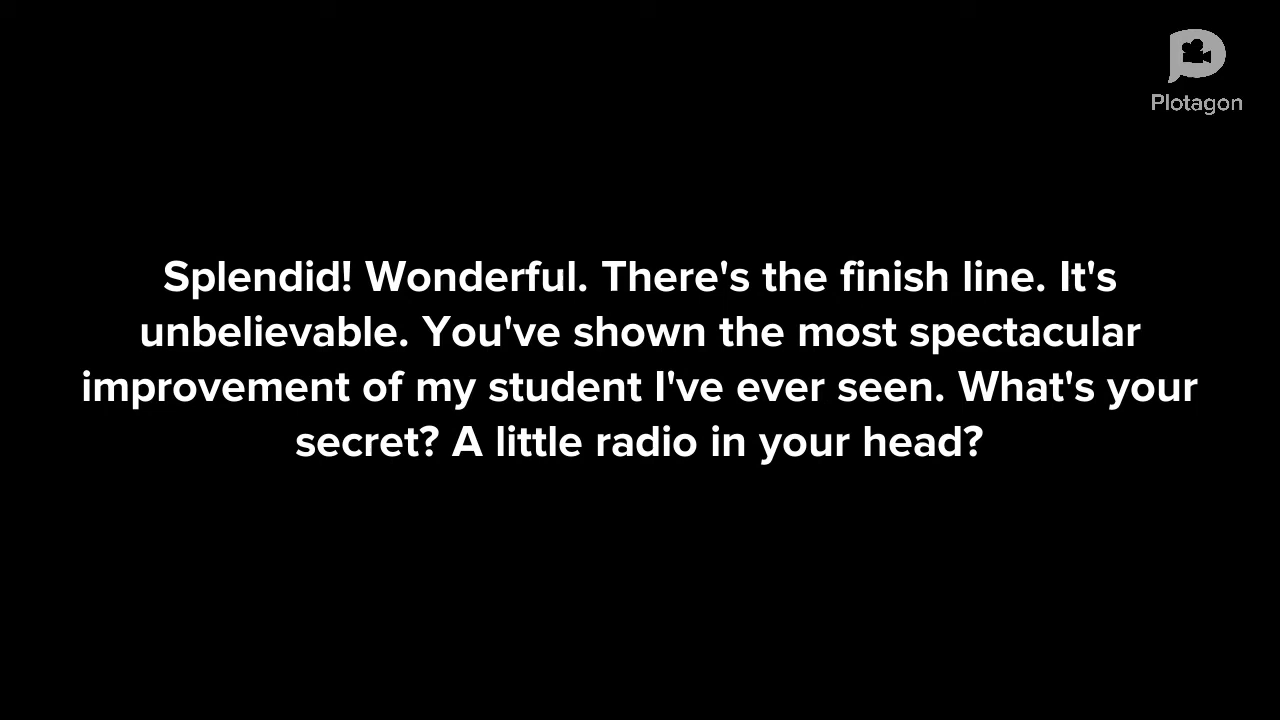 Plotagon
Splendid! Wonderful. There's the finish line. It's
unbelievable. You've shown the most spectacular
improvement of my student I've ever seen. What's your
secret? A little radio in your head?